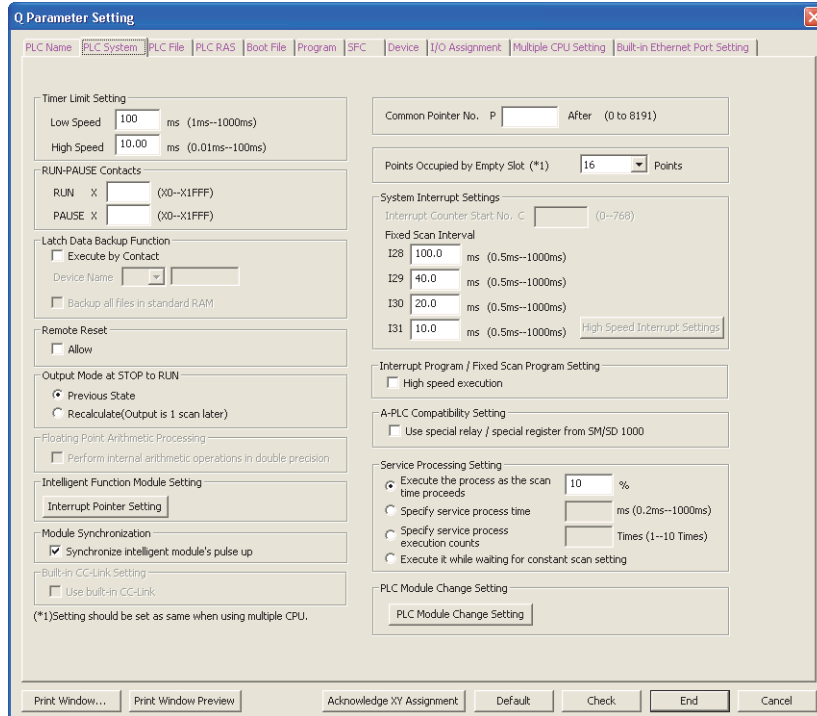 Q Parameter Setting
PLC Name PLC System PLC File PLC RAS Boot File Program SFC Device I/O Assignment Multiple CPU Setting Built-in Ethernet Port Setting
Timer Limit Setting
Low Speed 100 ms (1ms--1000ms)
High Speed 10.00 ms (0.01ms--100ms)
RUN-PAUSE Contacts
RUN X (X0--X1FFF)
PAUSE X (X0--X1FFF)
Latch Data Backup Function
Execute by Contact
Device Name
Backup all files in standard RAM
Remote Reset
Allow
Output Mode at STOP to RUN
Previous State
Recalculate(Output is 1 scan later)
Floating Point Arithmetic Processing
Perform internal arithmetic operations in double precision
Intelligent Function Module Setting
Interrupt Pointer Setting
Module Synchronization
Synchronize intelligent module's pulse up
Built-in CC-Link Setting
Use built-in CC-Link
(*1)Setting should be set as same when using multiple CPU.
Common Pointer No. P After (0 to 8191)
Points Occupied by Empty Slot (*1) 16 Points
System Interrupt Settings
Interrupt Counter Start No. C (0--768)
Fixed Scan Interval
I28 100.0 ms (0.5ms--1000ms)
I29 40.0 ms (0.5ms--1000ms)
I30 20.0 ms (0.5ms--1000ms)
I31 10.0 ms (0.5ms--1000ms) High Speed Interrupt Settings
Interrupt Program / Fixed Scan Program Setting
High speed execution
A-PLC Compatibility Setting
Use special relay / special register from SM/SD 1000
Service Processing Setting
Execute the process as the scan time proceeds 10 %
Specify service process time ms (0.2ms--1000ms)
Specify service process execution counts Times (1--10 Times)
Execute it while waiting for constant scan setting
PLC Module Change Setting
PLC Module Change Setting
Print Window... Print Window Preview Acknowledge XY Assignment Default Check End Cancel